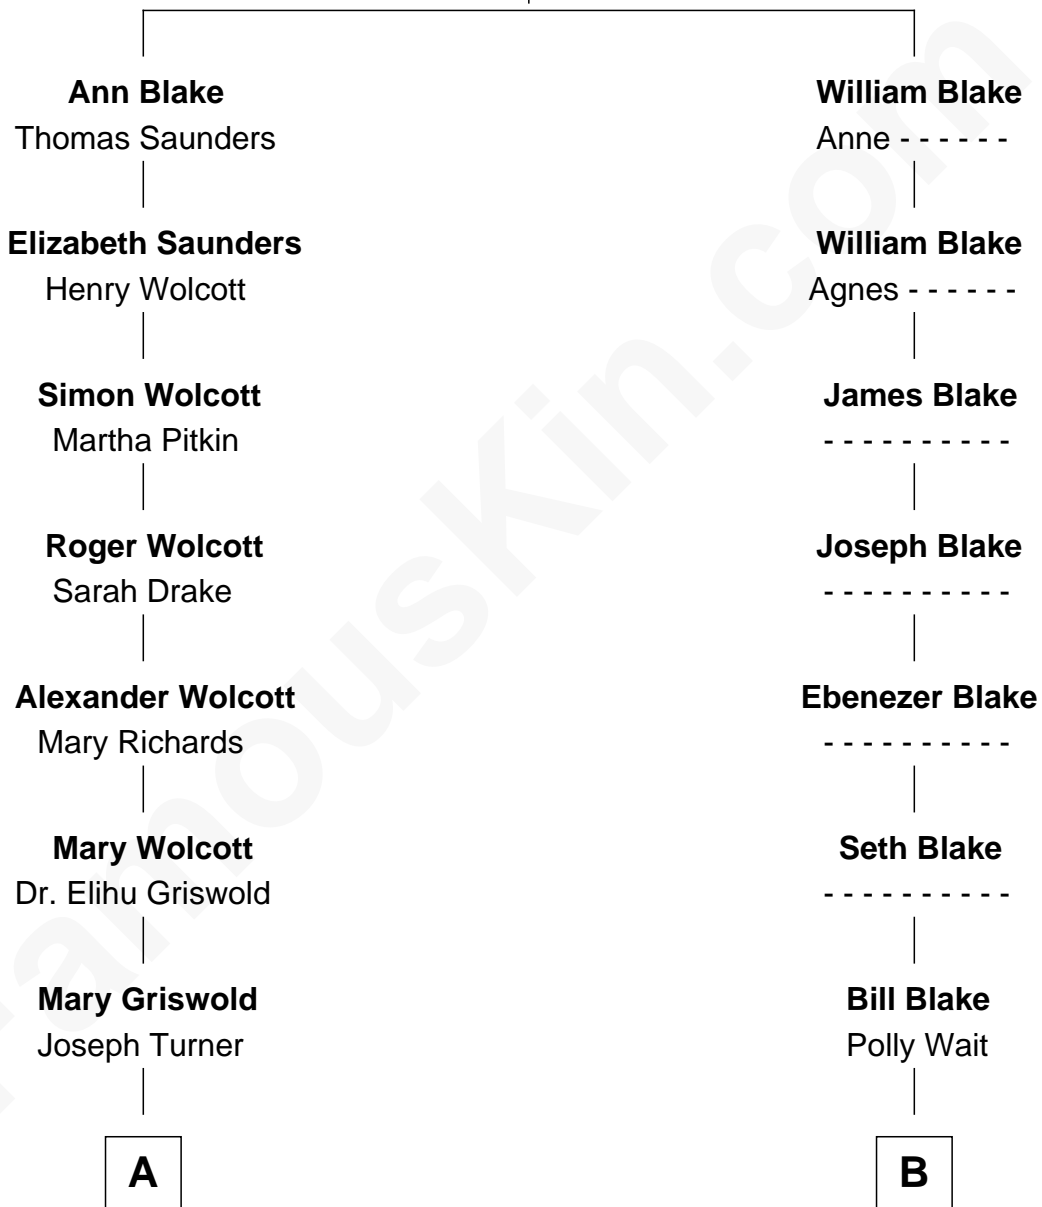 Ann Blake
Thomas Saunders
Elizabeth Saunders
Henry Wolcott
Simon Wolcott
Martha Pitkin
Roger Wolcott
Sarah Drake
Alexander Wolcott
Mary Richards
Mary Wolcott
Dr. Elihu Griswold
Mary Griswold
Joseph Turner
A
William Blake
Anne - - - - - -
William Blake
Agnes - - - - - -
James Blake
- - - - - - - - - -
Joseph Blake
- - - - - - - - - -
Ebenezer Blake
- - - - - - - - - -
Seth Blake
- - - - - - - - - -
Bill Blake
Polly Wait
B
FamousKin.com